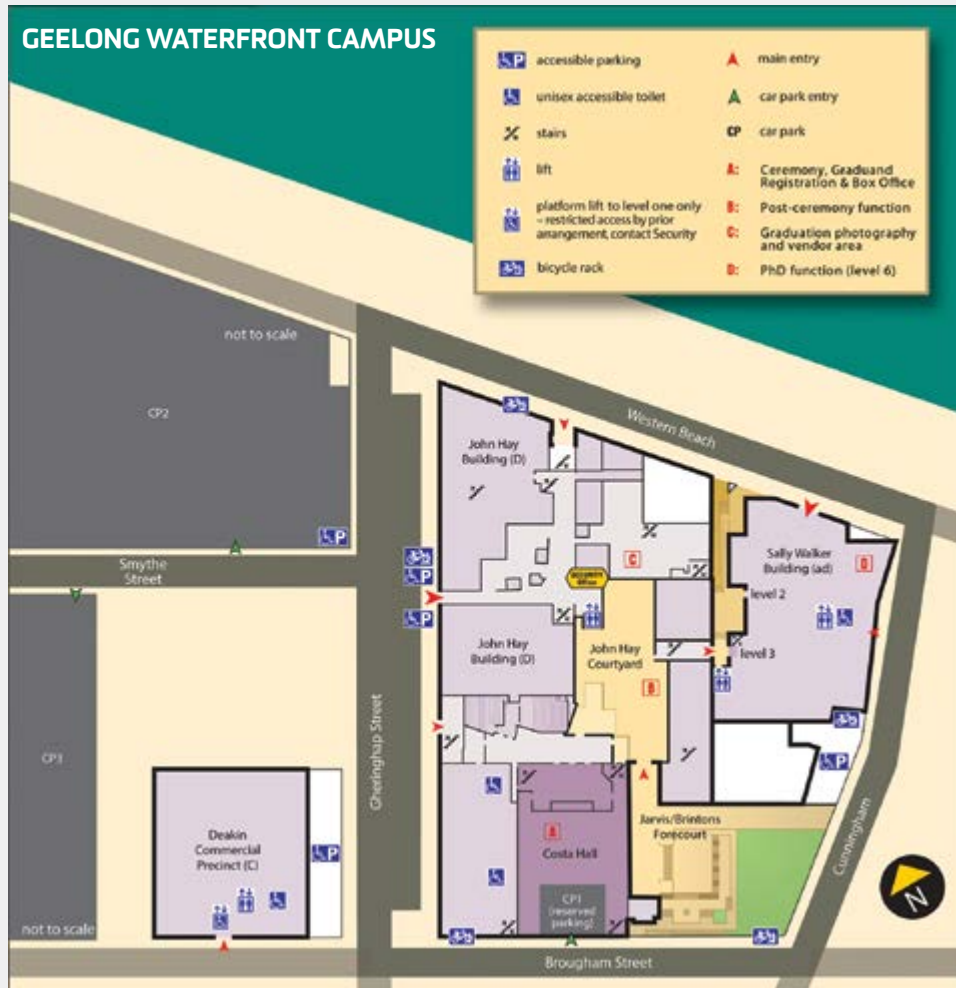 GEELONG WATERFRONT CAMPUS
P accessible parking
unisex accessible toilet
stairs
lift
platform lift to level one only
– restricted access by prior
arrangement, contact Security
bicycle rack
main entry
car park entry
CP car park
A: Ceremony, Graduand
Registration & Box Office
B: Post-ceremony function
C: Graduation photography
and vendor area
D: PhD function (level 6)
not to scale
CP2
Western Beach
John Hay
Building (D)
P
Smythe
Street
P
C
SECURITY
Office
Sally Walker
Building (ad)
D
level 2
P
John Hay
Building (D)
John Hay
Courtyard
level 3
B
Gheringhap Street
CP3
P
Cunningham
Deakin
Commercial
Precinct (C)
P
A
Costa Hall
Jarvis/Brintons
Forecourt
CP1
(reserved
parking)
N
not to scale
Brougham Street